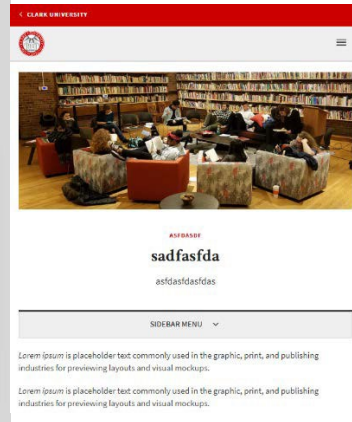 < CLARK UNIVERSITY
ASFDASDF
sadfasfda
asfdasfdasfdas
SIDEBAR MENU
Lorem ipsum is placeholder text commonly used in the graphic, print, and publishing
industries for previewing layouts and visual mockups.
Lorem ipsum is placeholder text commonly used in the graphic, print, and publishing
industries for previewing layouts and visual mockups.